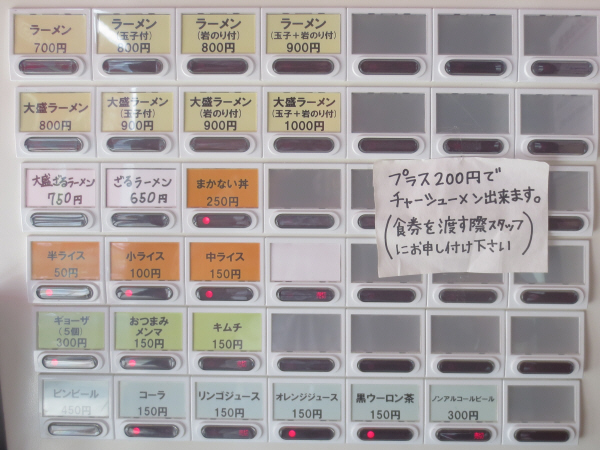 ラーメン
700円
ラーメン
(玉子付)
800円
ラーメン
(岩のり付)
800円
ラーメン
(玉子+岩のり付)
900円
大盛ラーメン
800円
大盛ラーメン
(玉子付)
900円
大盛ラーメン
(岩のり付)
900円
大盛ラーメン
(玉子+岩のり付)
1000円
大盛ざるラーメン
750円
ざるラーメン
650円
まかない丼
250円
プラス200円で
チャーシューメン出来ます。
(食券を渡す際スタッフ
にお申し付け下さい)
半ライス
50円
小ライス
100円
中ライス
150円
ギョーザ
(5個)
300円
おつまみ
メンマ
150円
キムチ
150円
ビンビール
450円
コーラ
150円
リンゴジュース
150円
オレンジジュース
150円
黒ウーロン茶
150円
ノンアルコールビール
300円